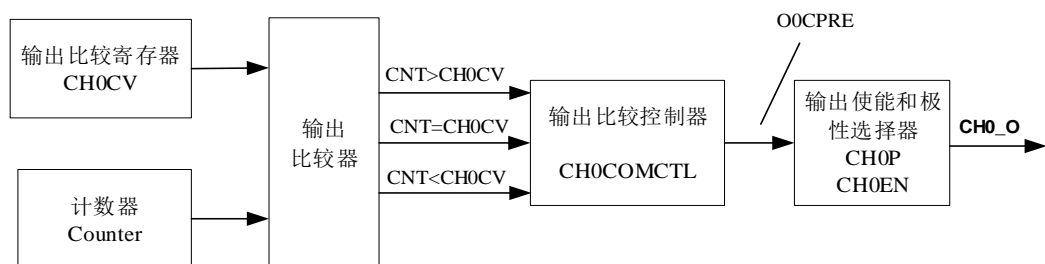 O0CPRE
输出比较寄存器
CH0CV
计数器
Counter
输出
比较器
CNT>CH0CV
CNT=CH0CV
CNT<CH0CV
输出比较控制器
CH0COMCTL
输出使能和极
性选择器
CH0P
CH0EN
CH0_O